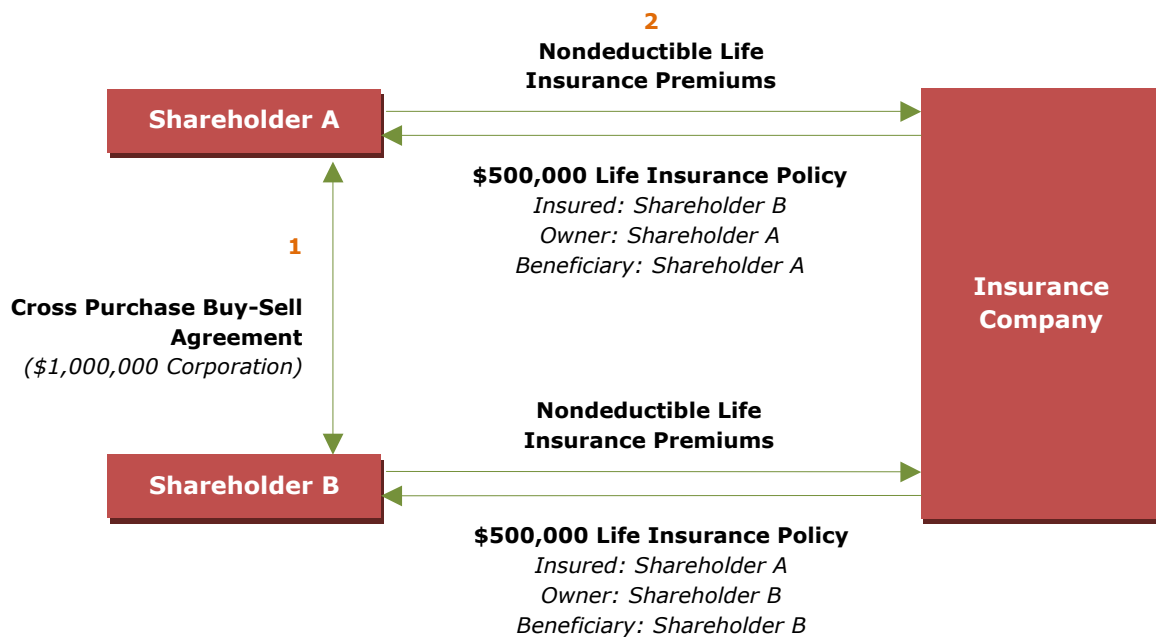 2
Nondeductible Life
Insurance Premiums
Shareholder A
$500,000 Life Insurance Policy
Insured: Shareholder B
Owner: Shareholder A
Beneficiary: Shareholder A
1
Cross Purchase Buy-Sell
Agreement
($1,000,000 Corporation)
Insurance
Company
Nondeductible Life
Insurance Premiums
Shareholder B
$500,000 Life Insurance Policy
Insured: Shareholder A
Owner: Shareholder B
Beneficiary: Shareholder B